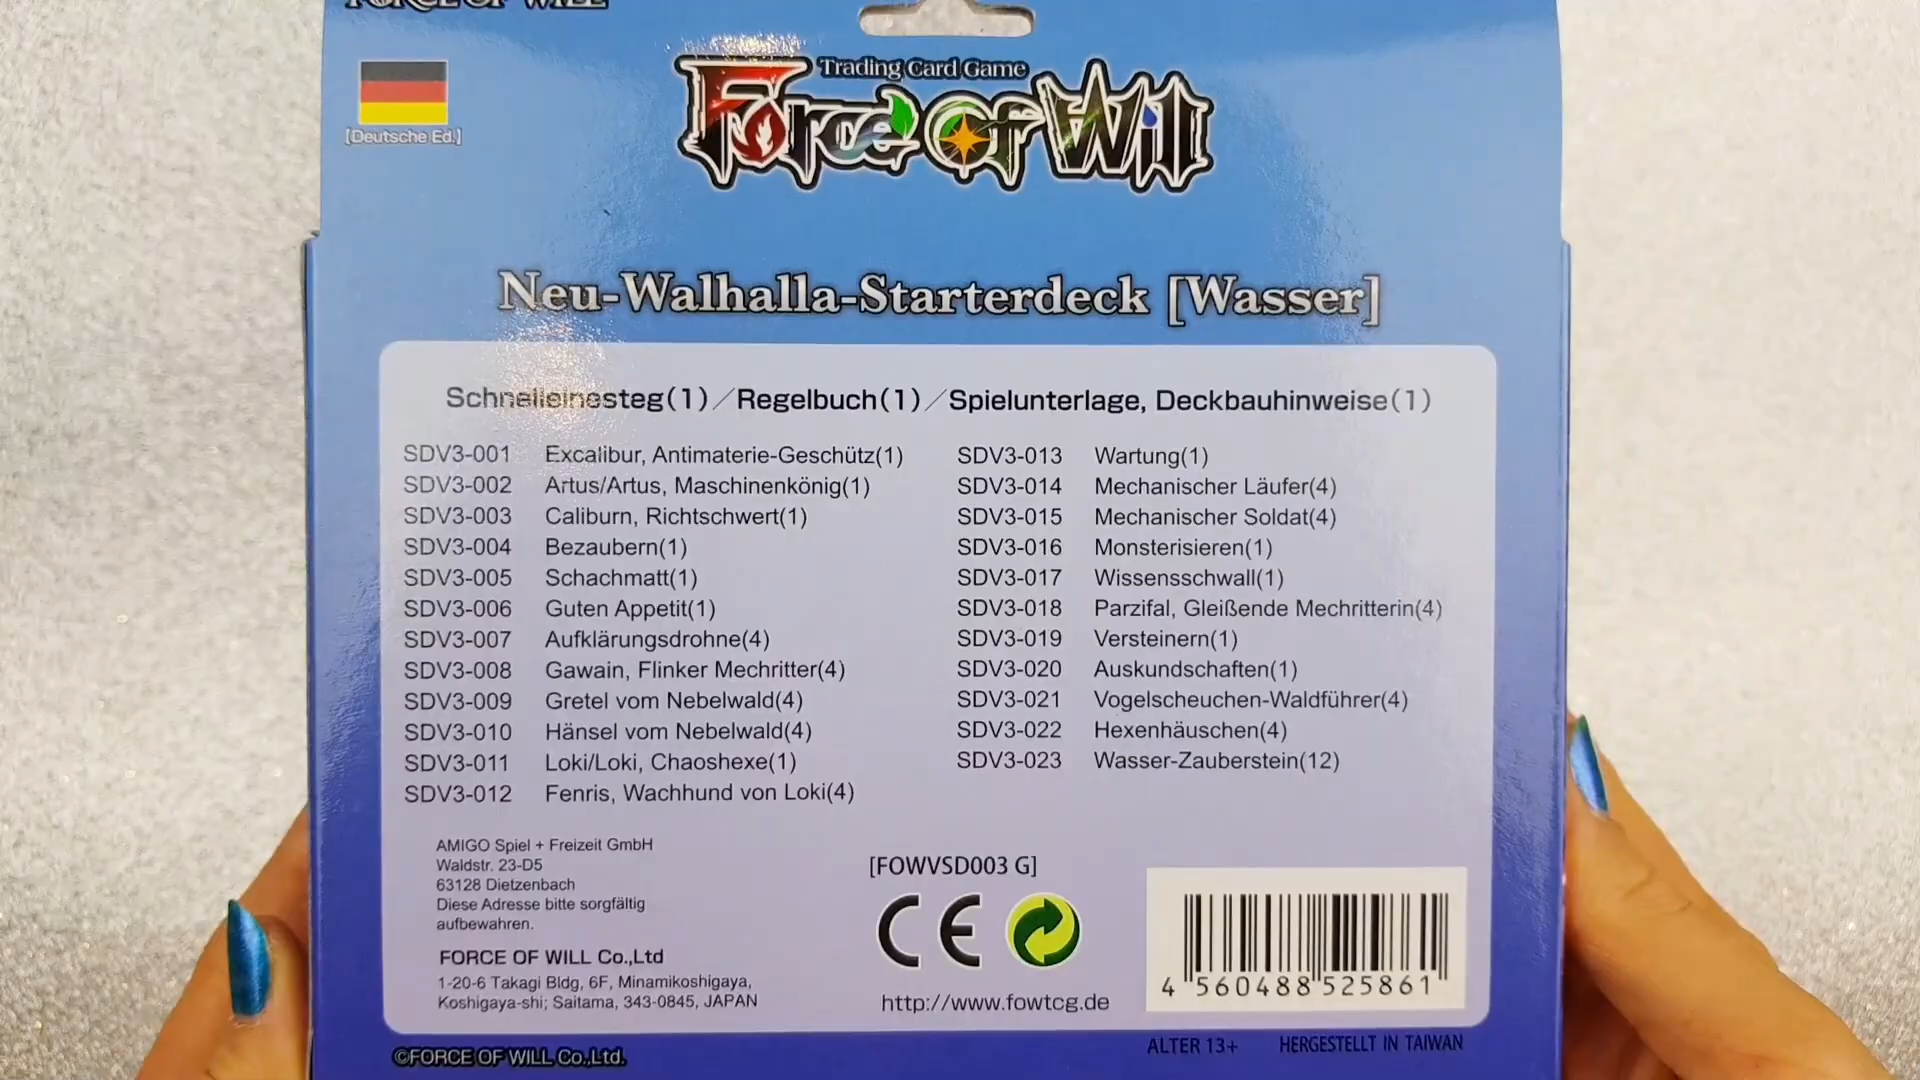 FORCE OF WILL
[Deutsche Ed.]
Trading Card Game
Force Of Will
Neu-Walhalla-Starterdeck [Wasser]
Schnelleinesteg(1)／Regelbuch(1)／Spielunterlage, Deckbauhinweise(1)
SDV3-001 Excalibur, Antimaterie-Geschütz(1)
SDV3-002 Artus/Artus, Maschinenkönig(1)
SDV3-003 Caliburn, Richtschwert(1)
SDV3-004 Bezaubern(1)
SDV3-005 Schachmatt(1)
SDV3-006 Guten Appetit(1)
SDV3-007 Aufklärungsdrohne(4)
SDV3-008 Gawain, Flinker Mechritter(4)
SDV3-009 Gretel vom Nebelwald(4)
SDV3-010 Hänsel vom Nebelwald(4)
SDV3-011 Loki/Loki, Chaoshexe(1)
SDV3-012 Fenris, Wachhund von Loki(4)
SDV3-013 Wartung(1)
SDV3-014 Mechanischer Läufer(4)
SDV3-015 Mechanischer Soldat(4)
SDV3-016 Monsterisieren(1)
SDV3-017 Wissensschwall(1)
SDV3-018 Parzifal, Gleißende Mechritterin(4)
SDV3-019 Versteinern(1)
SDV3-020 Auskundschaften(1)
SDV3-021 Vogelscheuchen-Waldführer(4)
SDV3-022 Hexenhäuschen(4)
SDV3-023 Wasser-Zauberstein(12)
AMIGO Spiel + Freizeit GmbH
Waldstr. 23-D5
63128 Dietzenbach
Diese Adresse bitte sorgfältig
aufbewahren.
FORCE OF WILL Co.,Ltd
1-20-6 Takagi Bldg, 6F, Minamikoshigaya,
Koshigaya-shi; Saitama, 343-0845, JAPAN
[FOWVSD003 G]
CE
http://www.fowtcg.de
4 560488 525861
©FORCE OF WILL Co.,Ltd.
ALTER 13+ HERGESTELLT IN TAIWAN